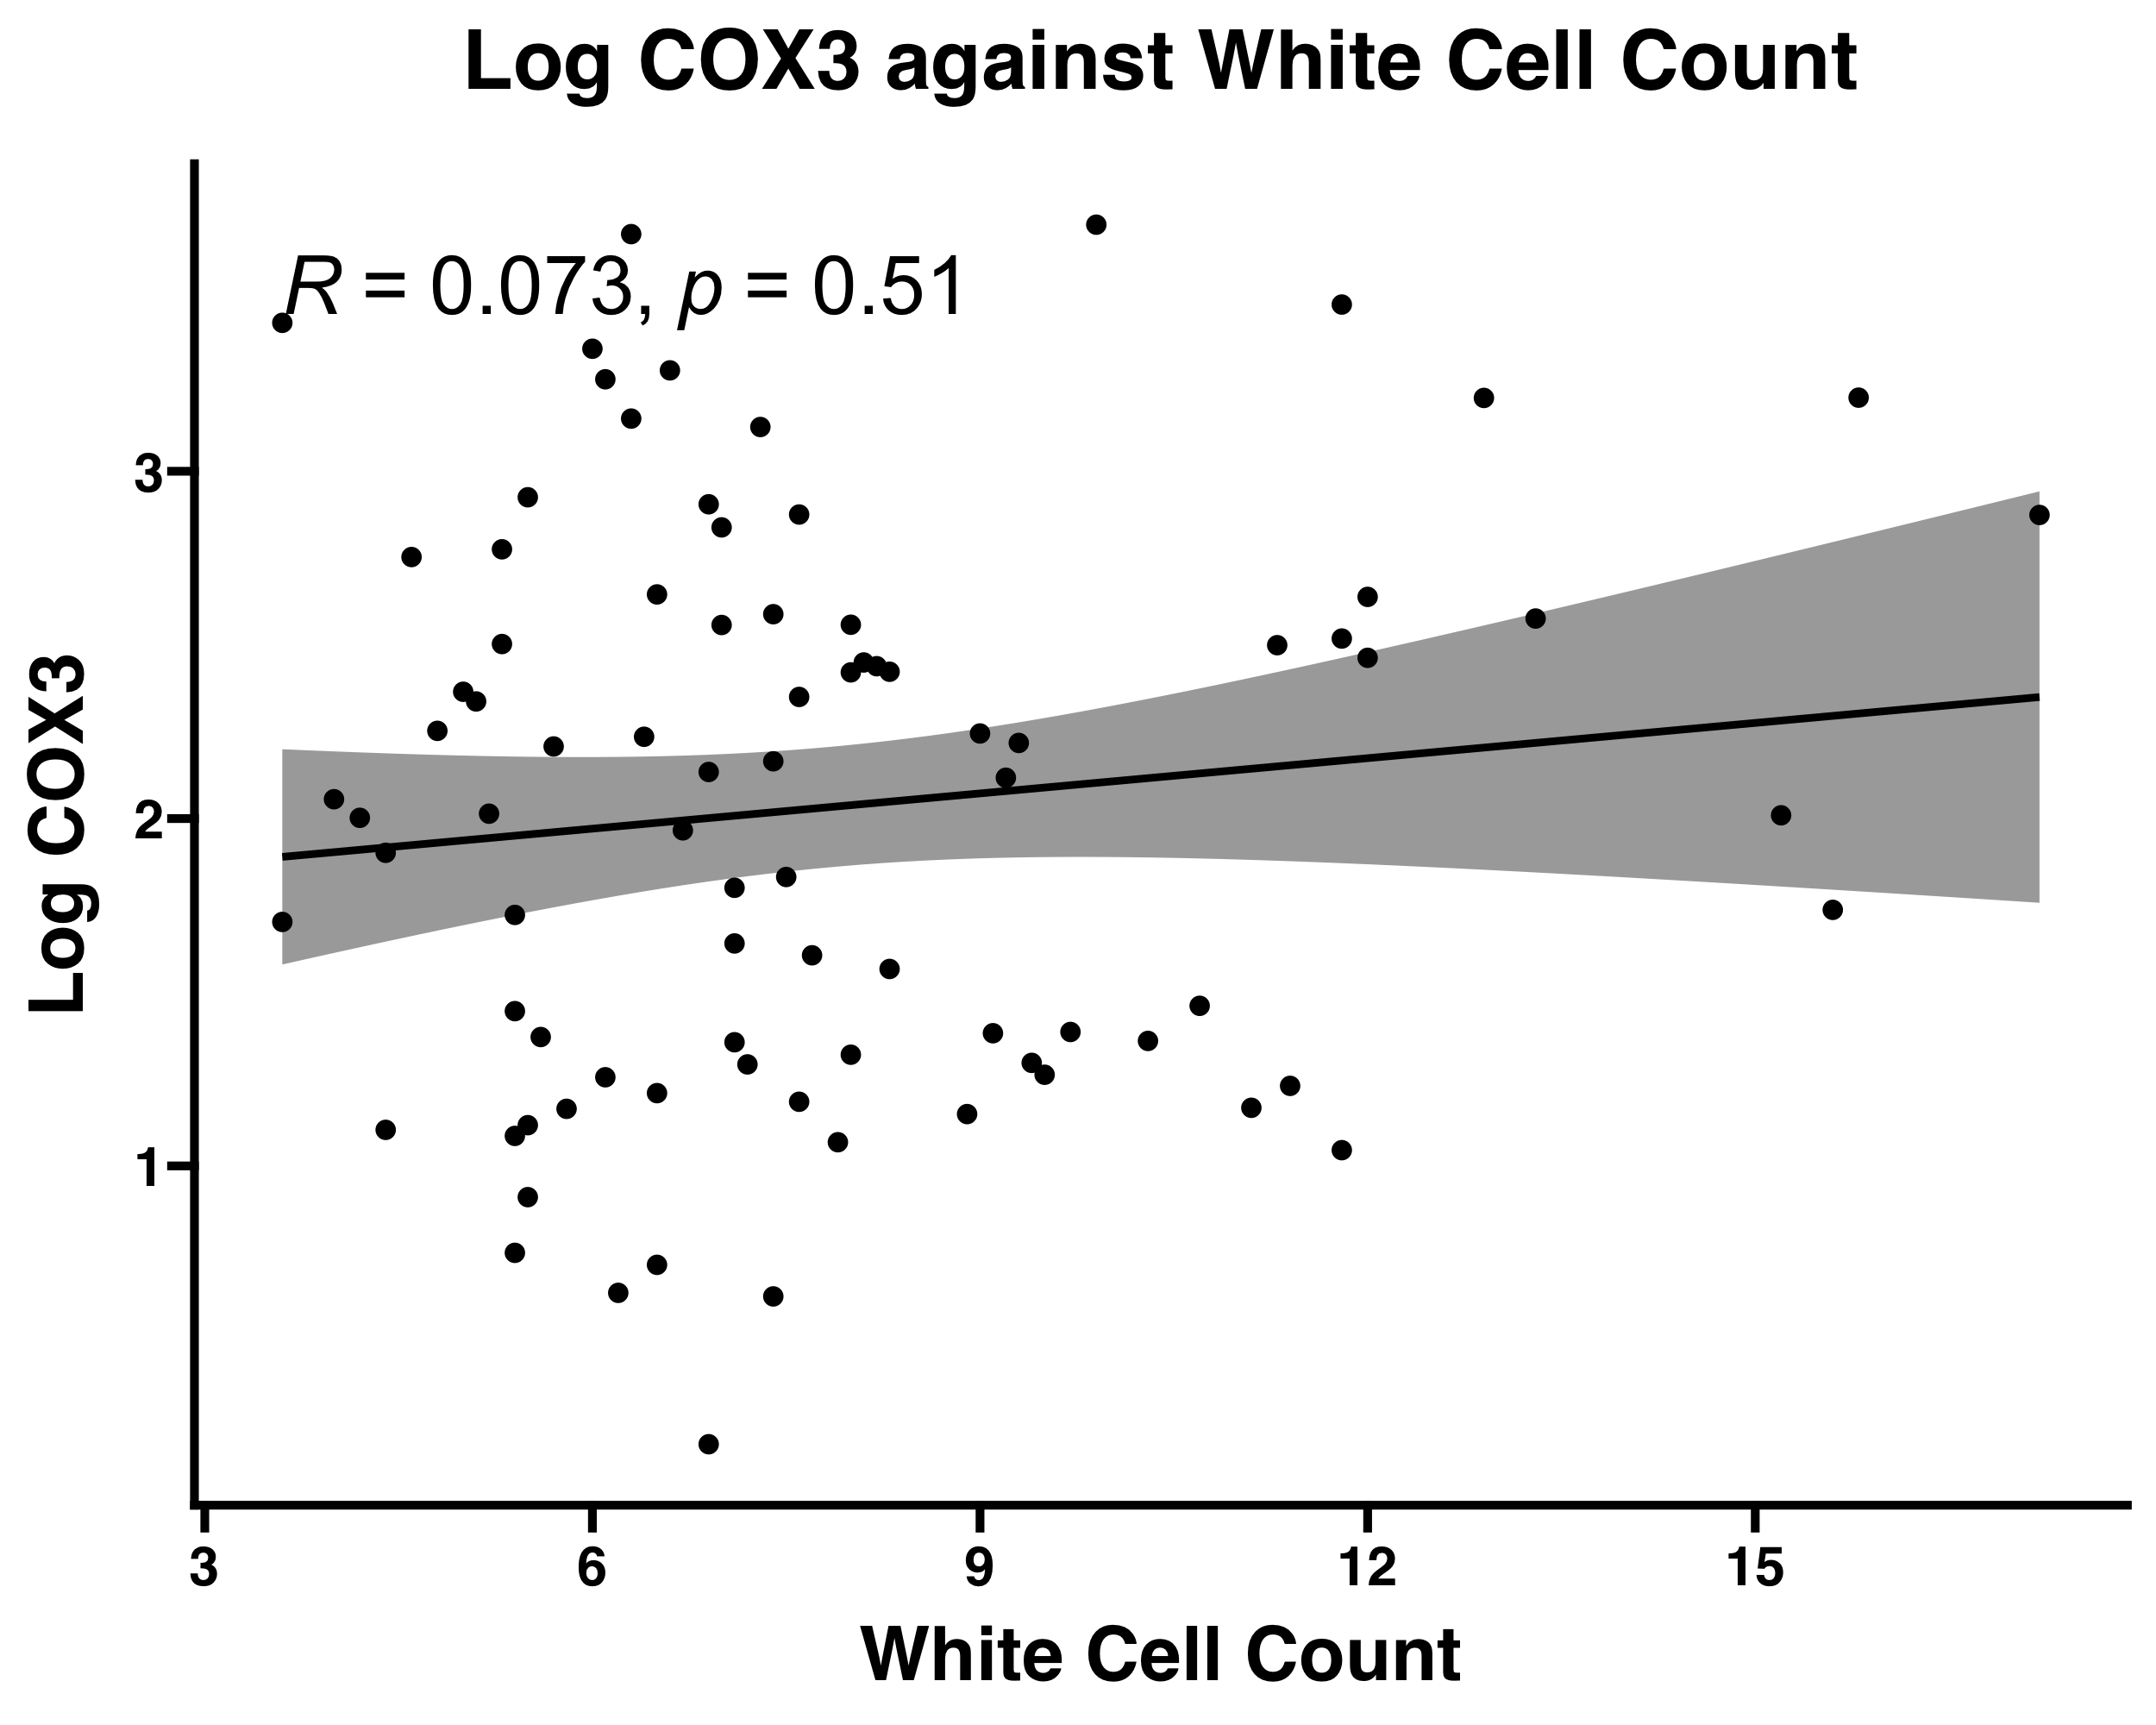 Log COX3 against White Cell Count
R = 0.073, p = 0.51
3
2
1
Log COX3
3 6 9 12 15
White Cell Count